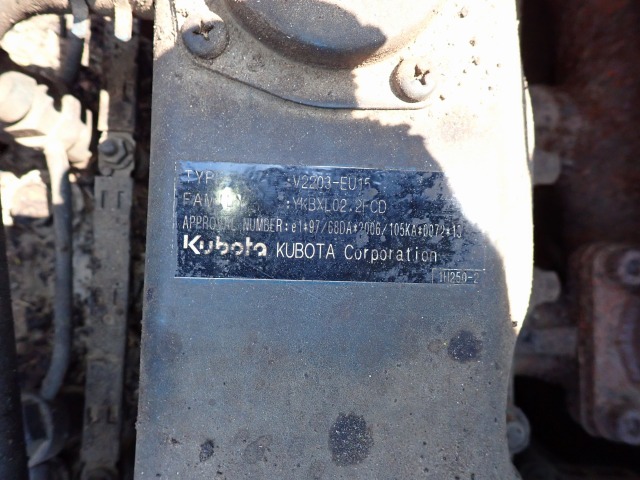 TYPE :V2203-EU15
FAMILY :YKBXL02.2FCD
APPROVAL NUMBER:e1*97/68DA*2006/105KA*0072*13
Kubota KUBOTA Corporation
1H250-2